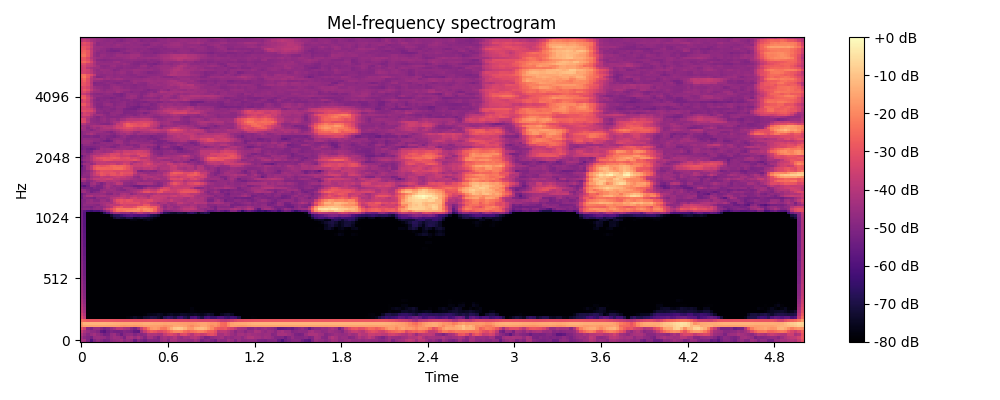 Mel-frequency spectrogram
+0 dB
4096
-10 dB
-20 dB
2048
-30 dB
Hz
-40 dB
1024
-50 dB
512
-60 dB
-70 dB
0
-80 dB
0 0.6 1.2 1.8 2.4 3 3.6 4.2 4.8
Time